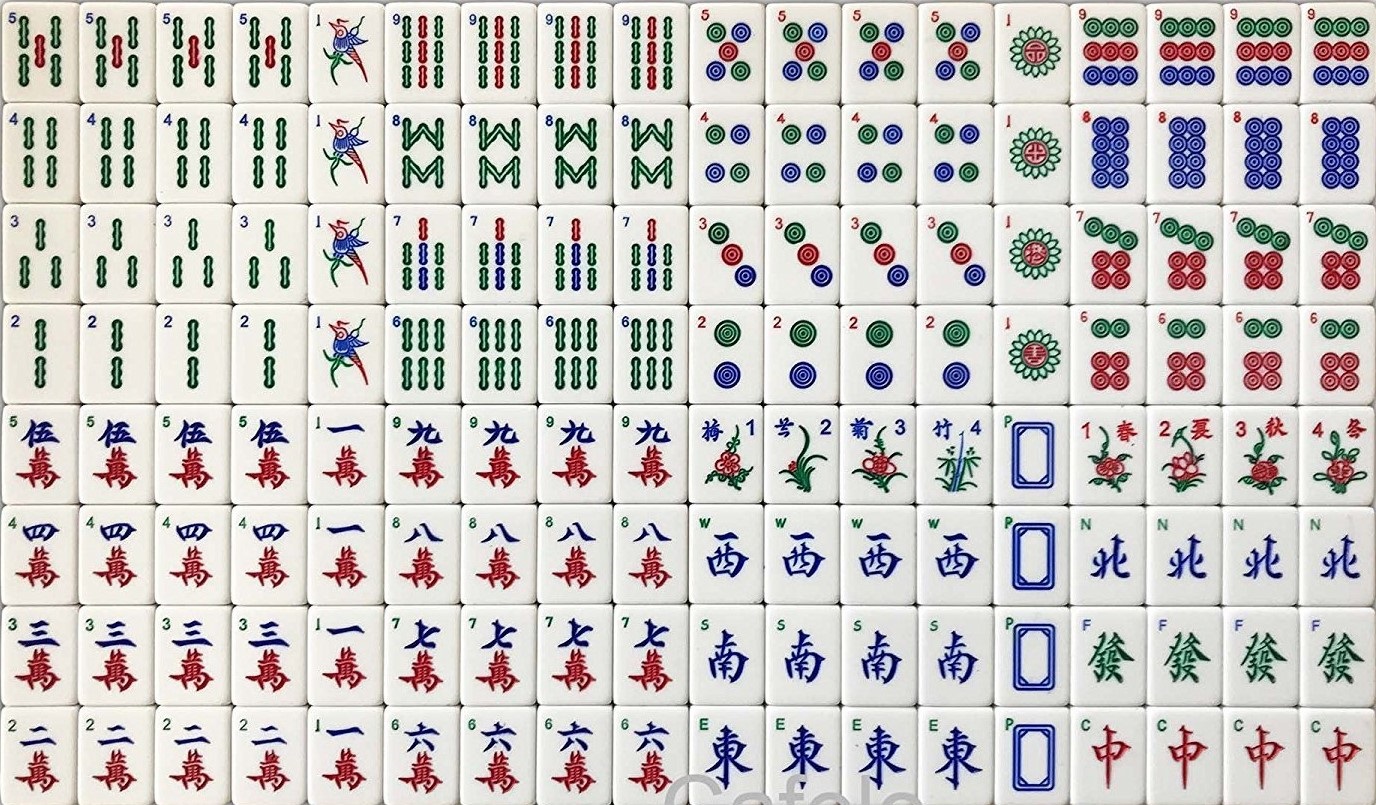 5 5 5 5 1 9 9 9 9 5 5 5 5 1 9 9 9 9
4 4 4 4 1 8 8 8 8 4 4 4 4 1 8 8 8 8
3 3 3 3 1 7 7 7 7 3 3 3 3 1 7 7 7 7
2 2 2 2 1 6 6 6 6 2 2 2 2 1 6 6 6 6
5 伍 5 伍 5 伍 5 伍 1 一 9 九 9 九 9 九 9 九 梅 1 2 菊 3 竹 4 P 1 春 2 夏 3 秋 4 冬
萬 萬 萬 萬 萬 萬 萬 萬 萬
4 四 4 四 4 四 4 四 1 一 8 八 8 八 8 八 8 八 W 西 W 西 W 西 W 西 P N 北 N 北 N 北 N 北
萬 萬 萬 萬 萬 萬 萬 萬 萬
3 三 3 三 3 三 3 三 1 一 7 七 7 七 7 七 7 七 S 南 S 南 S 南 S 南 P F 發 F 發 F 發 F 發
萬 萬 萬 萬 萬 萬 萬 萬 萬
2 二 2 二 2 二 2 二 1 一 6 六 6 六 6 六 6 六 E 東 E 東 E 東 E 東 P C 中 C 中 C 中 C 中
萬 萬 萬 萬 萬 萬 萬 萬 萬